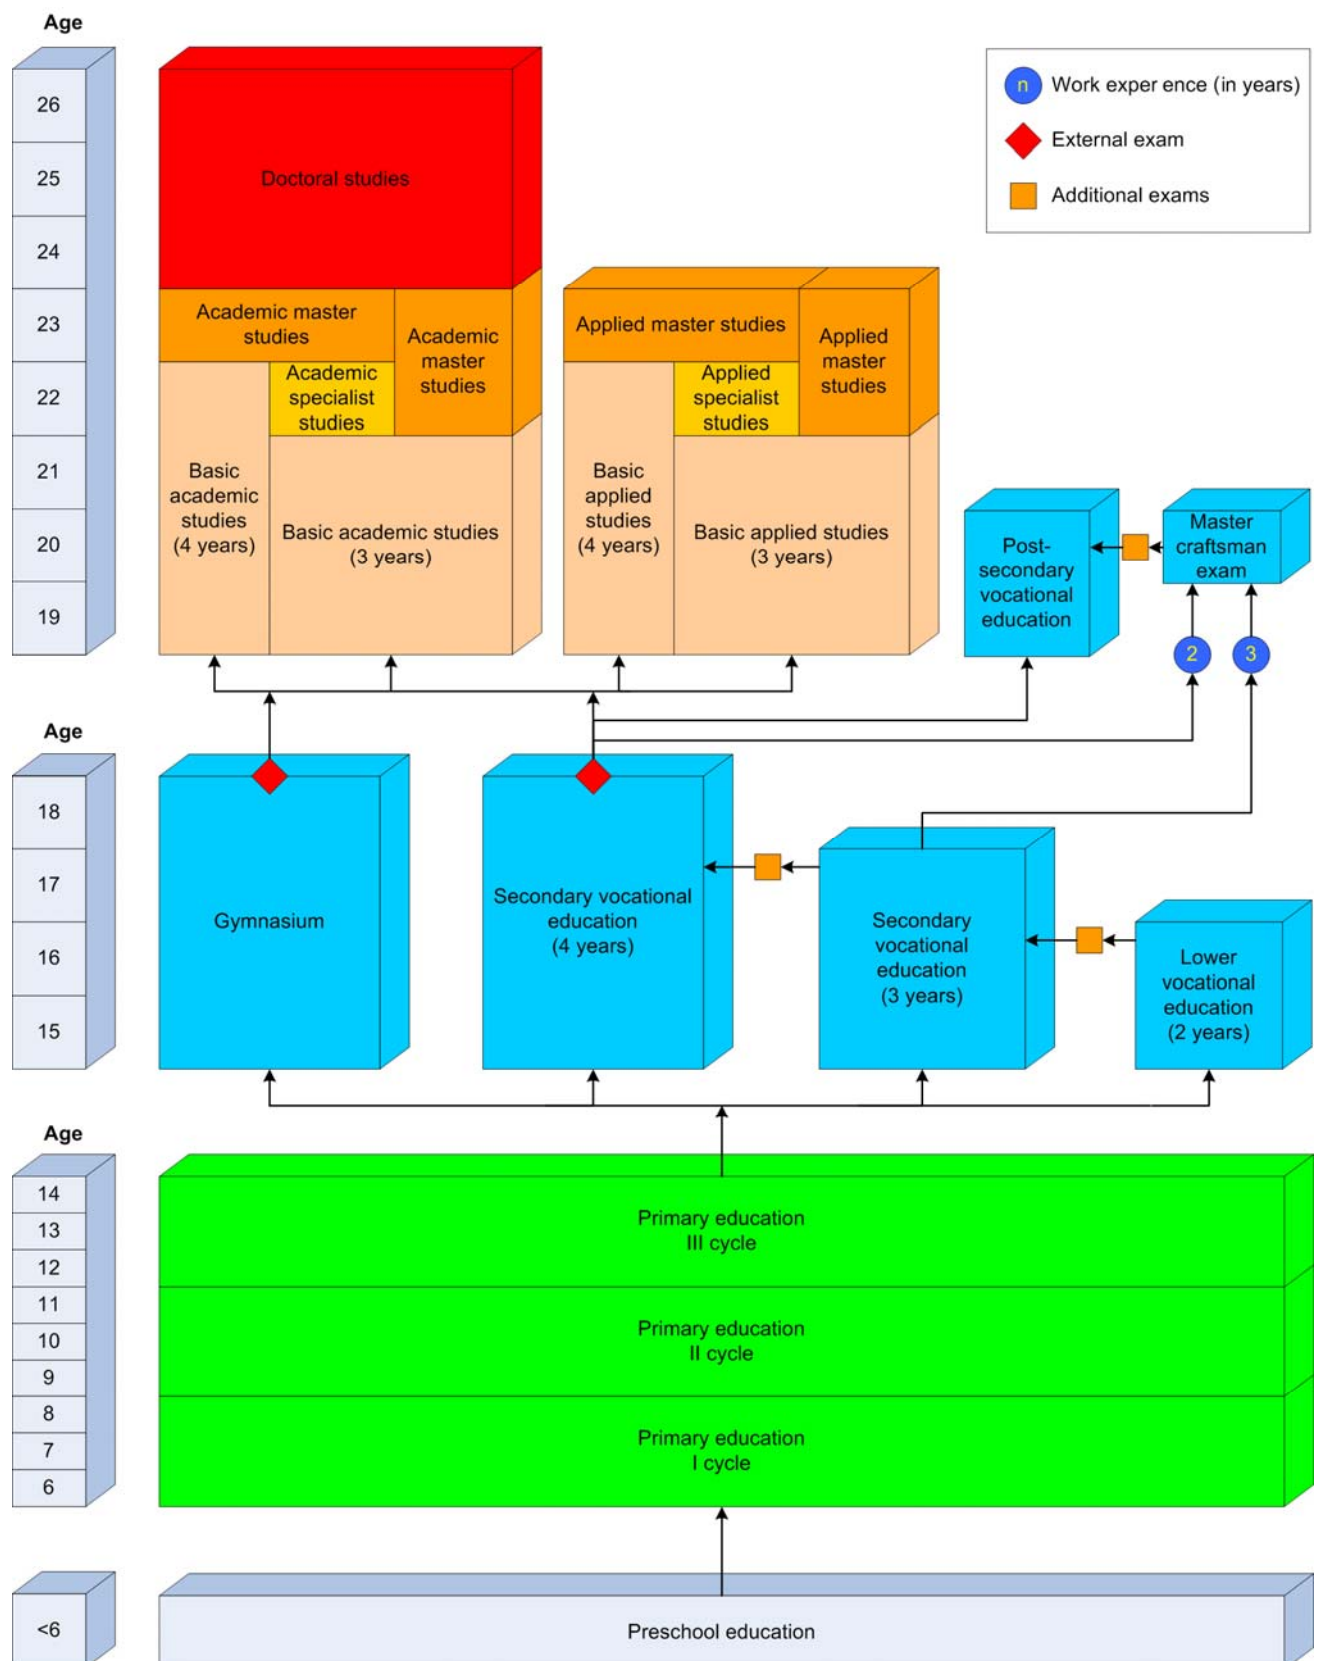 Age
26
25
24
23
22
21
20
19
Doctoral studies
Academic master
studies
Academic
master
studies
Academic
specialist
studies
Basic
academic
studies
(4 years)
Basic academic studies
(3 years)
Applied master studies
Applied
master
studies
Applied
specialist
studies
Basic
applied
studies
(4 years)
Basic applied studies
(3 years)
n Work exper ence (in years)
External exam
Additional exams
Post-
secondary
vocational
education
Master
craftsman
exam
2
3
Age
18
17
16
15
Gymnasium
Secondary vocational
education
(4 years)
Secondary
vocational
education
(3 years)
Lower
vocational
education
(2 years)
Age
14
13
12
11
10
9
8
7
6
Primary education
III cycle
Primary education
II cycle
Primary education
I cycle
<6
Preschool education